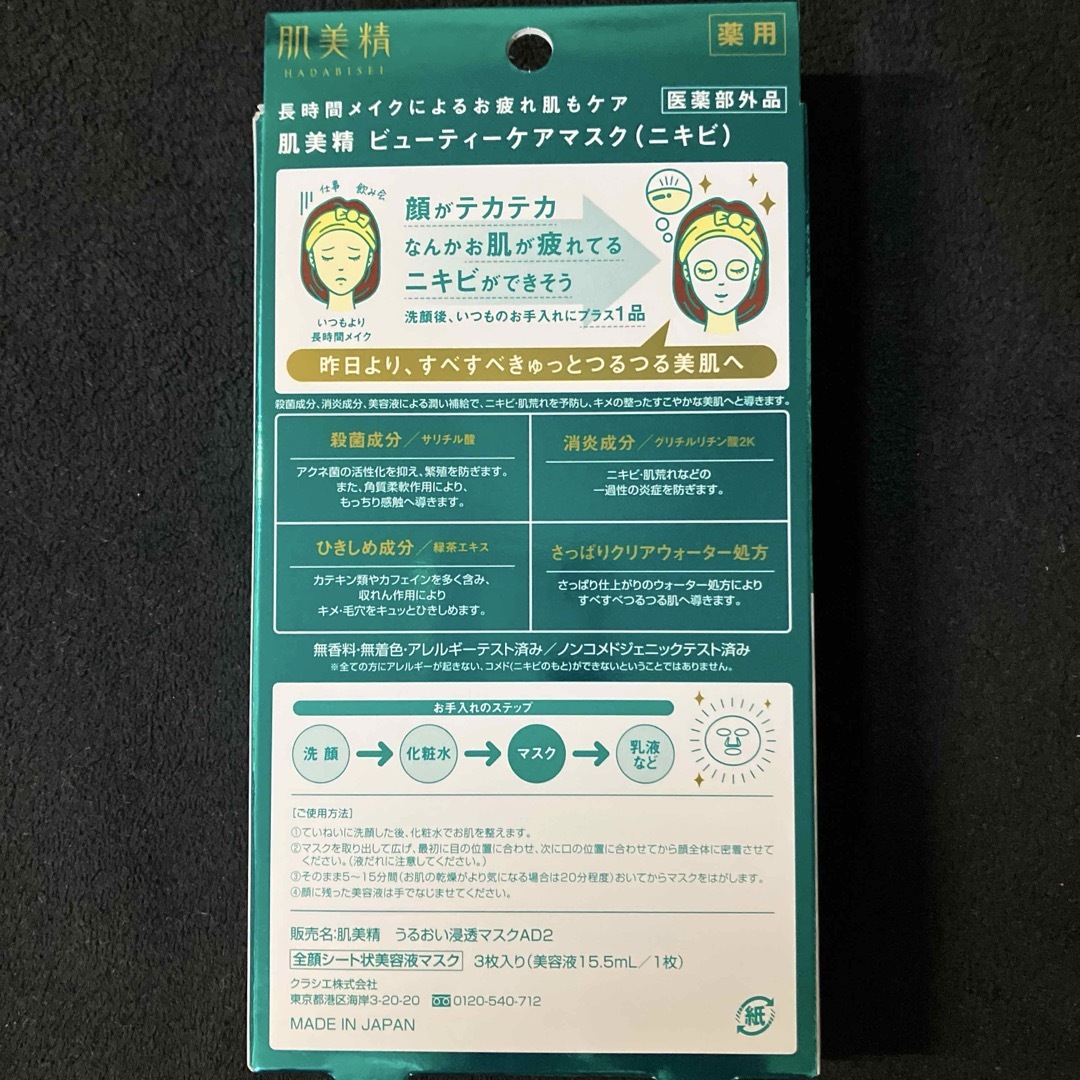 肌美精
HADABISEI
薬用
長時間メイクによるお疲れ肌もケア
医薬部外品
肌美精 ビューティーケアマスク(ニキビ)
仕事 飲み会
いつもより
長時間メイク
顔がテカテカ
なんかお肌が疲れてる
ニキビができそう
洗顔後、いつものお手入れにプラス1品
昨日より、すべすべきゅっとつるつる美肌へ
殺菌成分、消炎成分、美容液による潤い補給で、ニキビ・肌荒れを予防し、キメの整ったすこやかな美肌へと導きます。
殺菌成分/サリチル酸
アクネ菌の活性化を抑え、繁殖を防ぎます。
また、角質柔軟作用により、
もっちり感触へ導きます。
消炎成分/グリチルリチン酸2K
ニキビ・肌荒れなどの
一過性の炎症を防ぎます。
ひきしめ成分/緑茶エキス
カテキン類やカフェインを多く含み、
収れん作用により
キメ・毛穴をキュッとひきしめます。
さっぱりクリアウォーター処方
さっぱり仕上がりのウォーター処方により
すべすべつるつる肌へ導きます。
無香料・無着色・アレルギーテスト済み/ノンコメドジェニックテスト済み
※全ての方にアレルギーが起きない、コメド(ニキビのもと)ができないということではありません。
お手入れのステップ
洗顔
化粧水
マスク
乳液
など
[ご使用方法]
①ていねいに洗顔した後、化粧水でお肌を整えます。
②マスクを取り出して広げ、最初に目の位置に合わせ、次に口の位置に合わせてから顔全体に密着させて
ください。(液だれに注意してください。)
③そのまま5～15分間(お肌の乾燥がより気になる場合は20分程度)おいてからマスクをはがします。
④顔に残った美容液は手でなじませてください。
販売名:肌美精 うるおい浸透マスクAD2
全顔シート状美容液マスク 3枚入り(美容液15.5mL/1枚)
クラシエ株式会社
東京都港区海岸3-20-20 0120-540-712
MADE IN JAPAN
紙